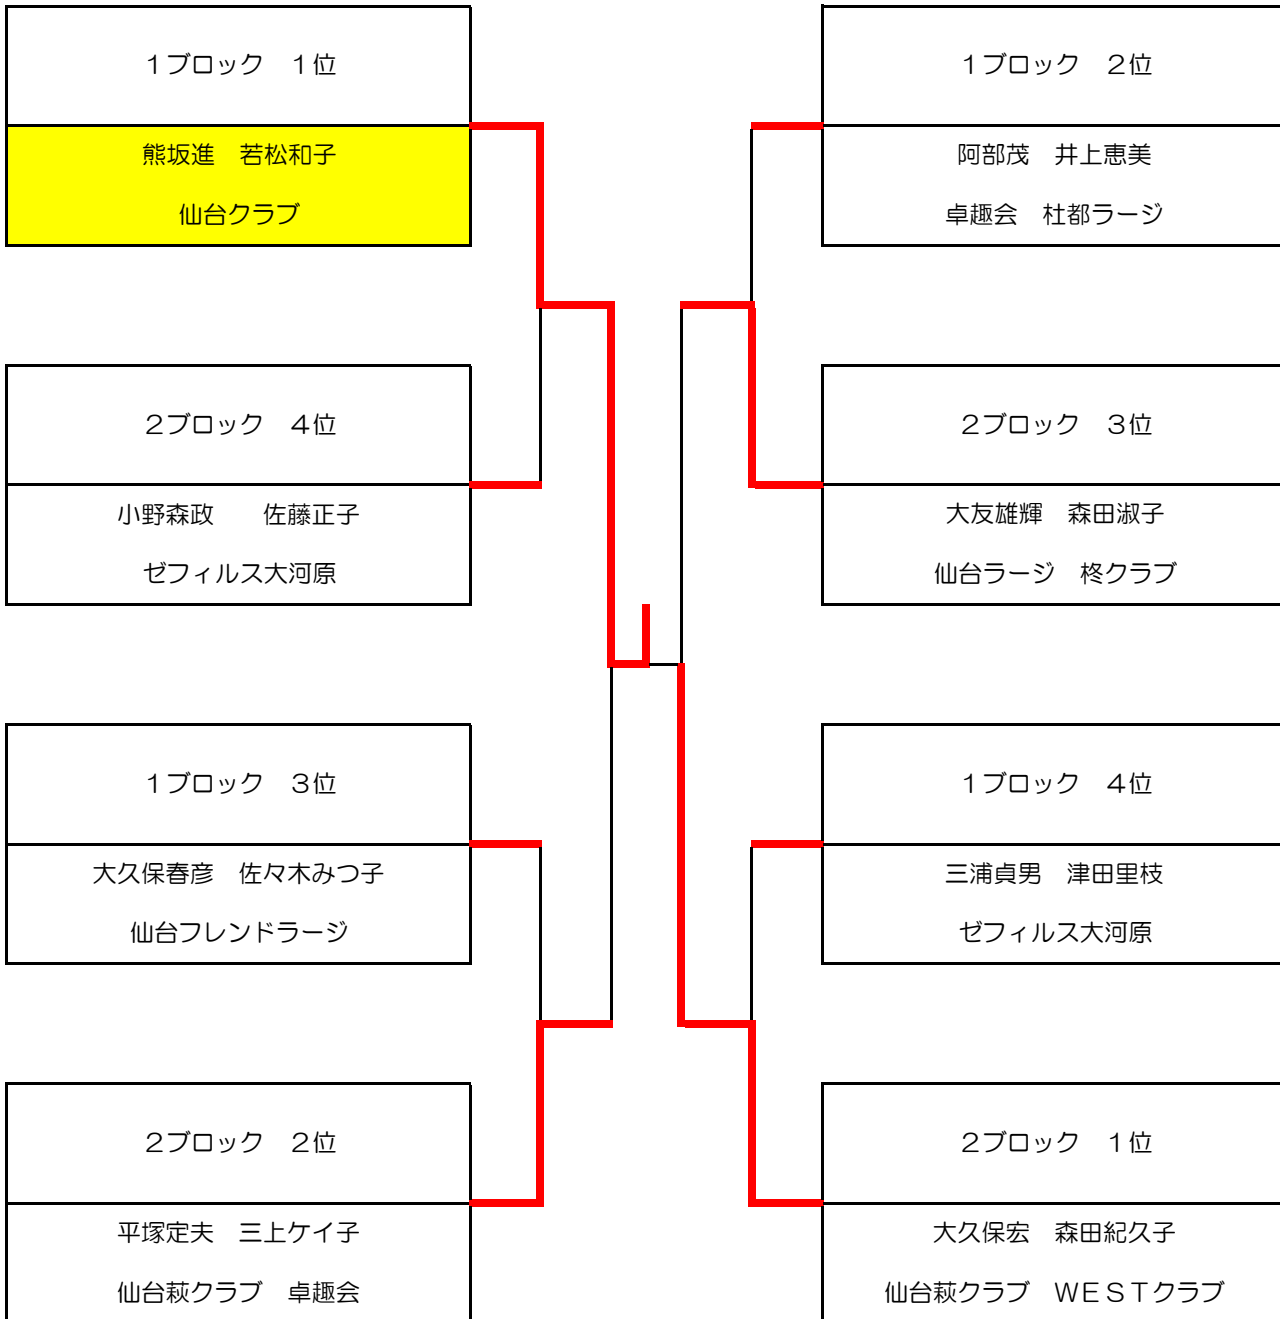 １ブロック　１位
熊坂進　若松和子
仙台クラブ
２ブロック　４位
小野森政　　佐藤正子
ゼフィルス大河原
１ブロック　３位
大久保春彦　佐々木みつ子
仙台フレンドラージ
２ブロック　２位
平塚定夫　三上ケイ子
仙台萩クラブ　卓趣会
１ブロック　２位
阿部茂　井上恵美
卓趣会　杜都ラージ
２ブロック　３位
大友雄輝　森田淑子
仙台ラージ　柊クラブ
１ブロック　４位
三浦貞男　津田里枝
ゼフィルス大河原
２ブロック　１位
大久保宏　森田紀久子
仙台萩クラブ　ＷＥＳＴクラブ